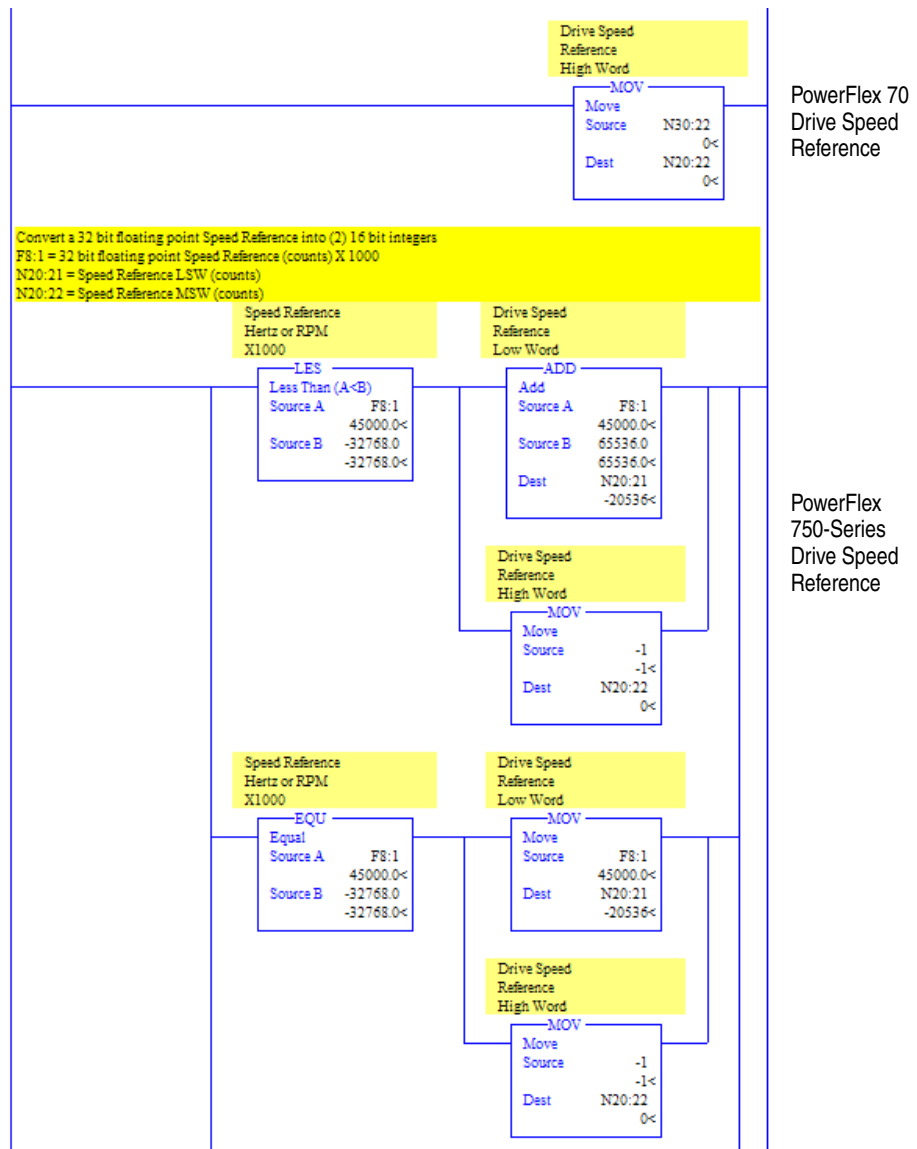 Drive Speed
Reference
High Word
MOV
Move
Source N30:22
0<
Dest N20:22
0<
PowerFlex 70
Drive Speed
Reference
Convert a 32 bit floating point Speed Reference into (2) 16 bit integers
F8:1 = 32 bit floating point Speed Reference (counts) X 1000
N20:21 = Speed Reference LSW (counts)
N20:22 = Speed Reference MSW (counts)
Speed Reference
Hertz or RPM
X1000
LES
Less Than (A<B)
Source A F8:1
45000.0<
Source B -32768.0
-32768.0<
Drive Speed
Reference
Low Word
ADD
Add
Source A F8:1
45000.0<
Source B 65536.0
65536.0<
Dest N20:21
-20536<
Drive Speed
Reference
High Word
MOV
Move
Source -1
-1<
Dest N20:22
0<
PowerFlex
750-Series
Drive Speed
Reference
Speed Reference
Hertz or RPM
X1000
EQU
Equal
Source A F8:1
45000.0<
Source B -32768.0
-32768.0<
Drive Speed
Reference
Low Word
MOV
Move
Source F8:1
45000.0<
Dest N20:21
-20536<
Drive Speed
Reference
High Word
MOV
Move
Source -1
-1<
Dest N20:22
0<